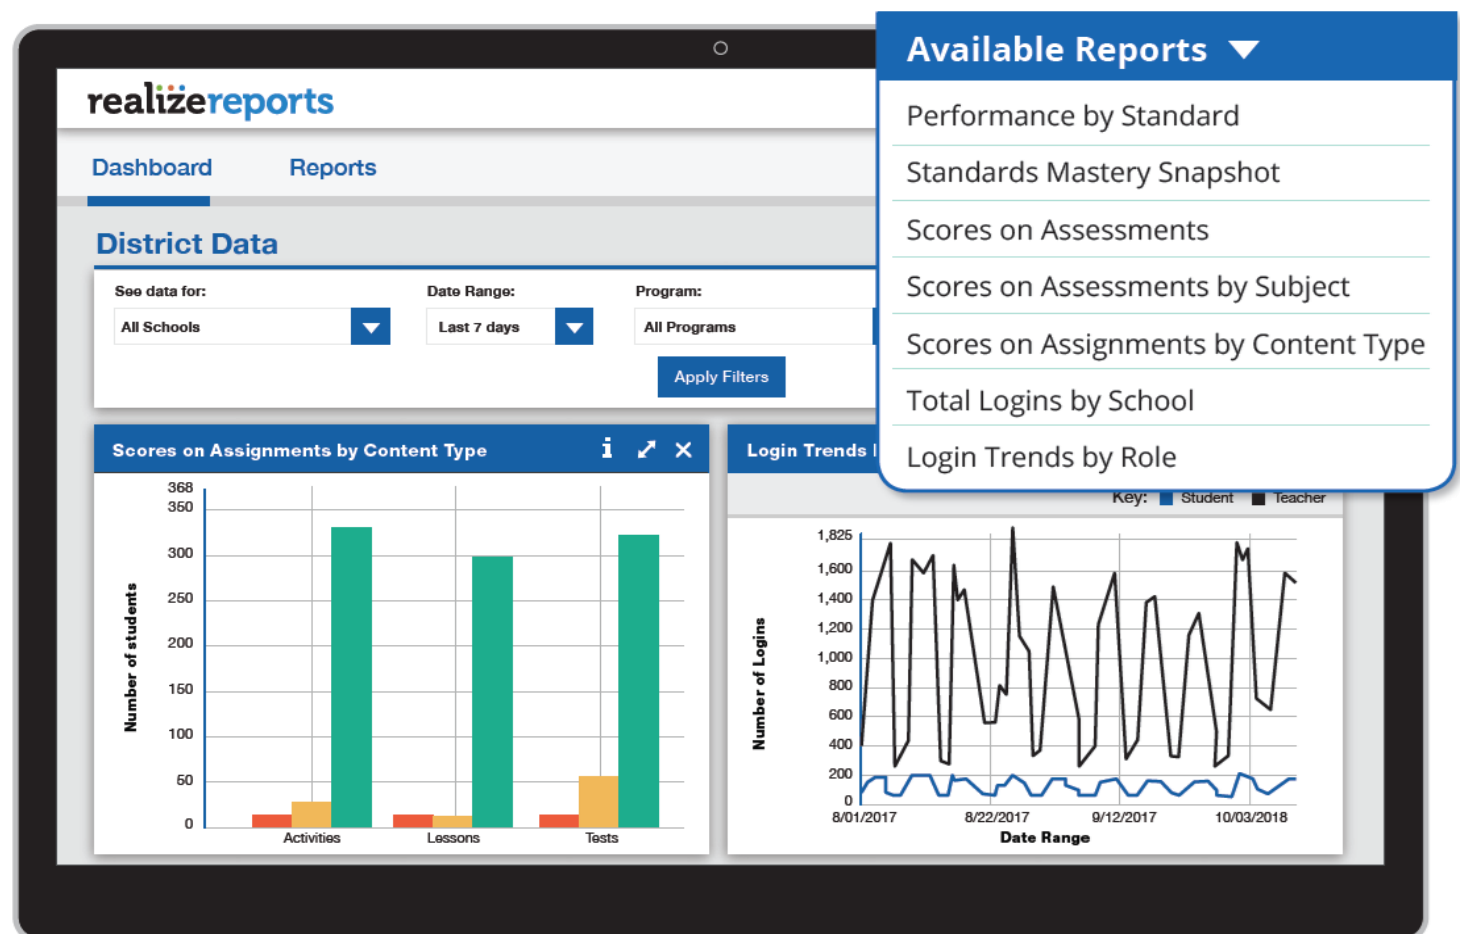 realizereports
Available Reports
Performance by Standard
Standards Mastery Snapshot
Scores on Assessments
Scores on Assessments by Subject
Scores on Assignments by Content Type
Total Logins by School
Login Trends by Role
Dashboard Reports
District Data
See data for: Date Range: Program:
All Schools Last 7 days All Programs
Apply Filters
Scores on Assignments by Content Type
368
350
300
250
200
150
100
50
0
Number of students
Activities Lessons Tests
Login Trends
Key: Student Teacher
1,825
1,600
1,400
1,200
1,000
800
600
400
200
0
Number of Logins
8/01/2017 8/22/2017 9/12/2017 10/03/2018
Date Range